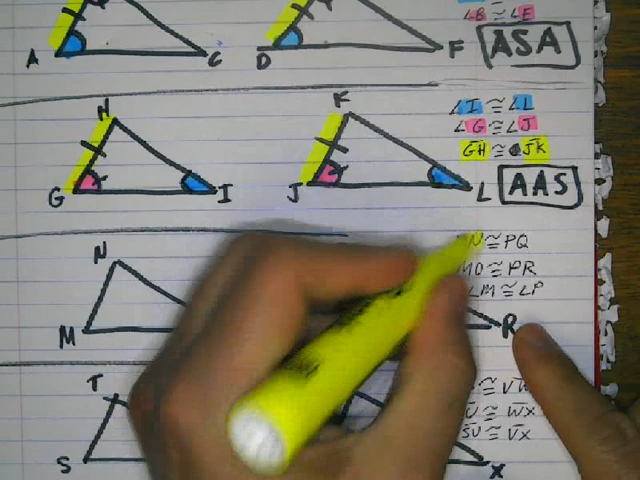 ∠B ≅ ∠E
A C D F ASA
H K
∠I ≅ ∠L
∠G ≅ ∠J
GH ≅ JK
G I J L AAS
N
≅ PQ
MO ≅ PR
∠M ≅ ∠P
M R
T
≅ VW
≅ WX
SU ≅ VX
S X